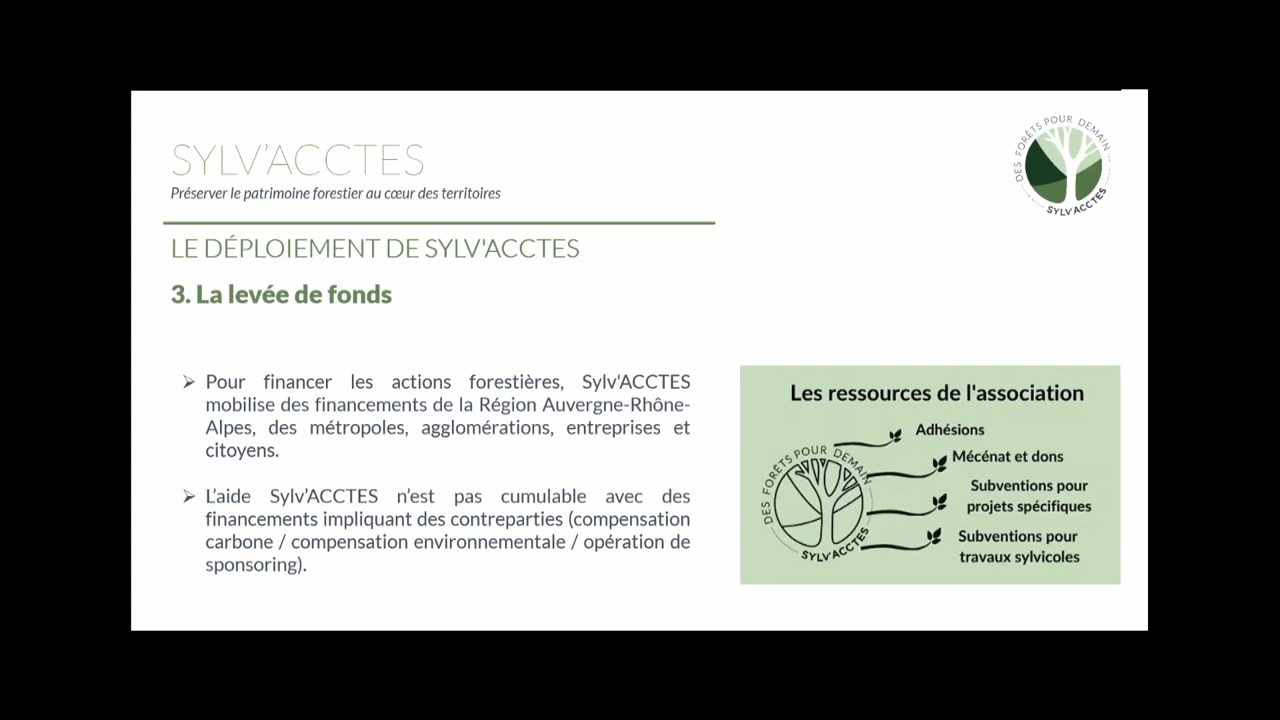 SYLV'ACCTES
Préserver le patrimoine forestier au cœur des territoires
DES FORÊTS POUR DEMAIN
SYLV'ACCTES
LE DÉPLOIEMENT DE SYLV'ACCTES
3. La levée de fonds
➢ Pour financer les actions forestières, Sylv'ACCTES
mobilise des financements de la Région Auvergne-Rhône-
Alpes, des métropoles, agglomérations, entreprises et
citoyens.
➢ L'aide Sylv'ACCTES n'est pas cumulable avec des
financements impliquant des contreparties (compensation
carbone / compensation environnementale / opération de
sponsoring).
Les ressources de l'association
DES FORÊTS POUR DEMAIN
SYLV'ACCTES
Adhésions
Mécénat et dons
Subventions pour
projets spécifiques
Subventions pour
travaux sylvicoles